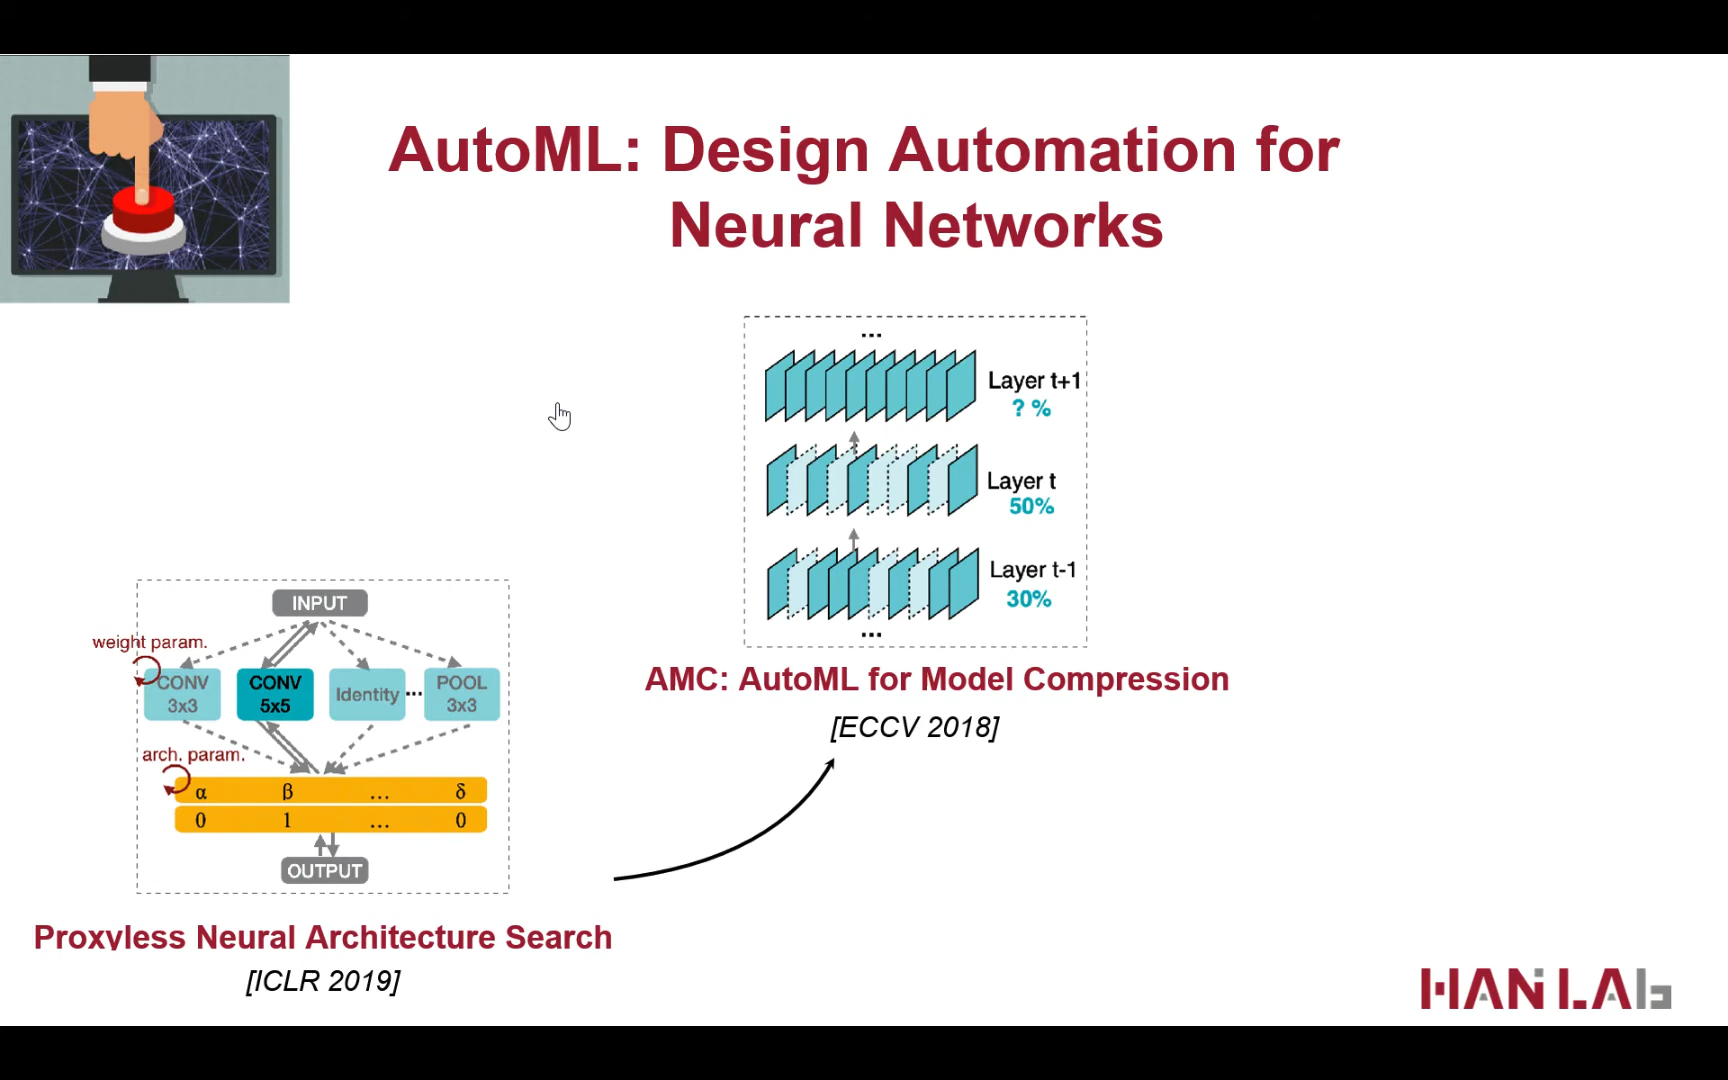 AutoML: Design Automation for
Neural Networks
...
Layer t+1
? %
Layer t
50%
Layer t-1
30%
...
AMC: AutoML for Model Compression
[ECCV 2018]
INPUT
weight param.
CONV 3x3
CONV 5x5
Identity
...
POOL 3x3
arch. param.
α β ... δ
0 1 ... 0
OUTPUT
Proxyless Neural Architecture Search
[ICLR 2019]
HAN LAb